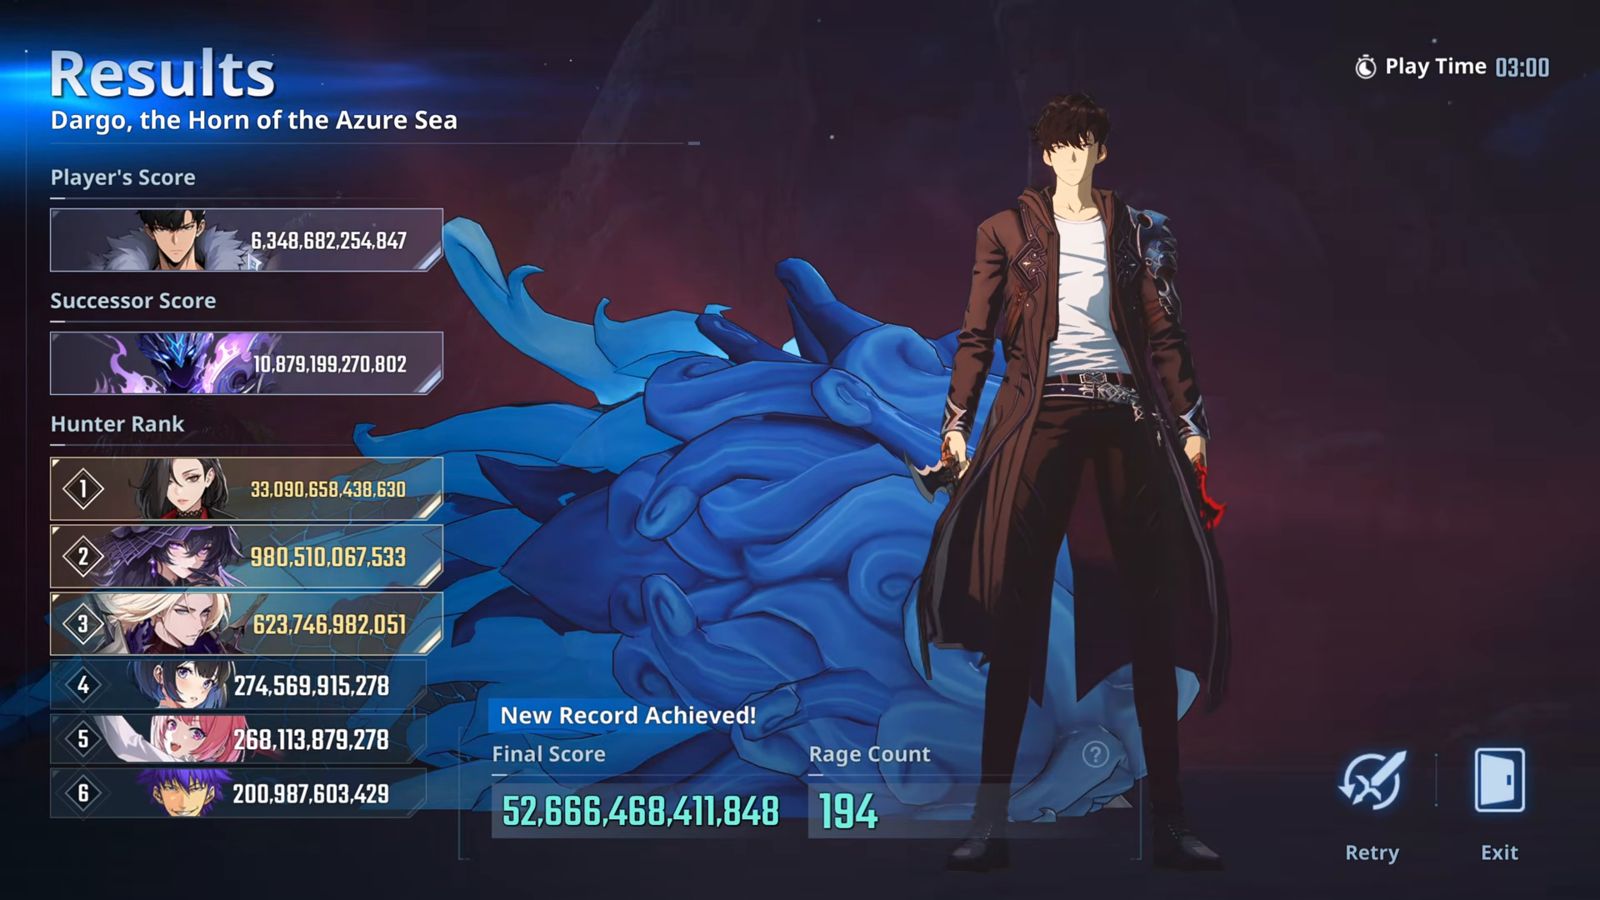 Results
Dargo, the Horn of the Azure Sea
Play Time 03:00
Player's Score
6,348,682,254,847
Successor Score
10,879,199,270,802
Hunter Rank
1 33,090,658,438,630
2 980,510,067,533
3 623,746,982,051
4 274,569,915,278
5 268,113,879,278
6 200,987,603,429
New Record Achieved!
Final Score
52,666,468,411,848
Rage Count ?
194
Retry
Exit